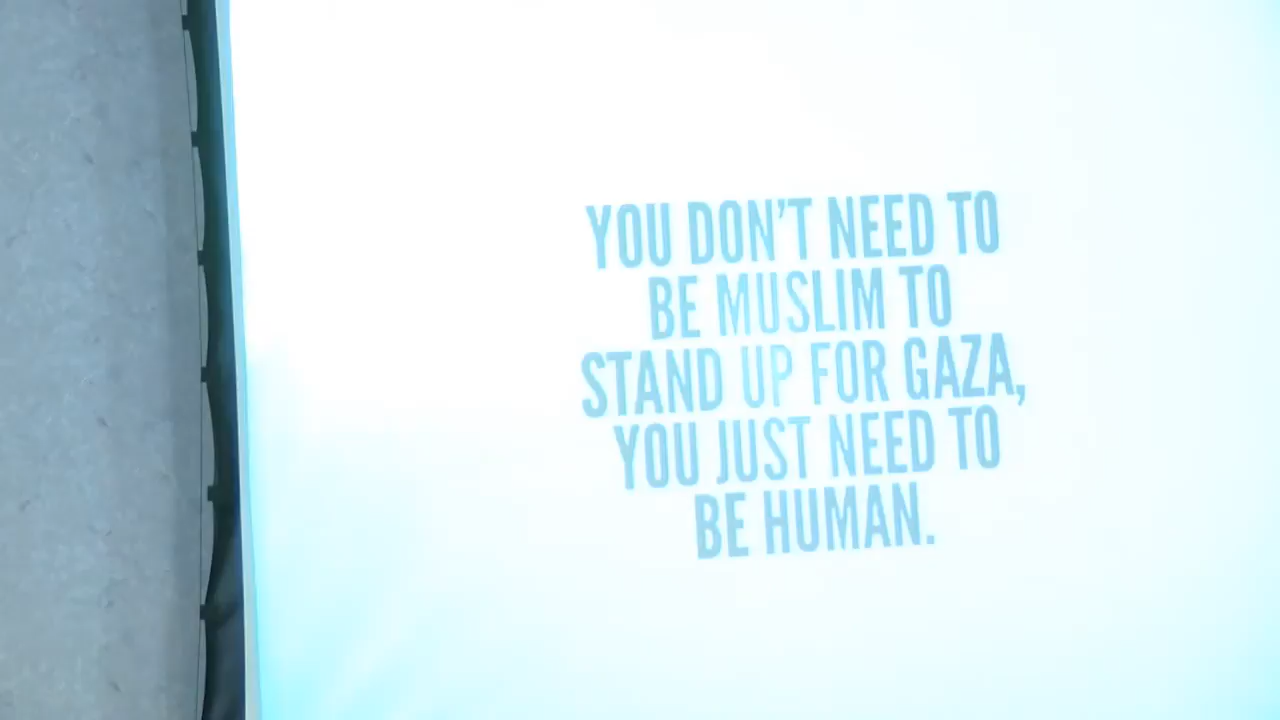 YOU DON'T NEED TO
BE MUSLIM TO
STAND UP FOR GAZA,
YOU JUST NEED TO
BE HUMAN.